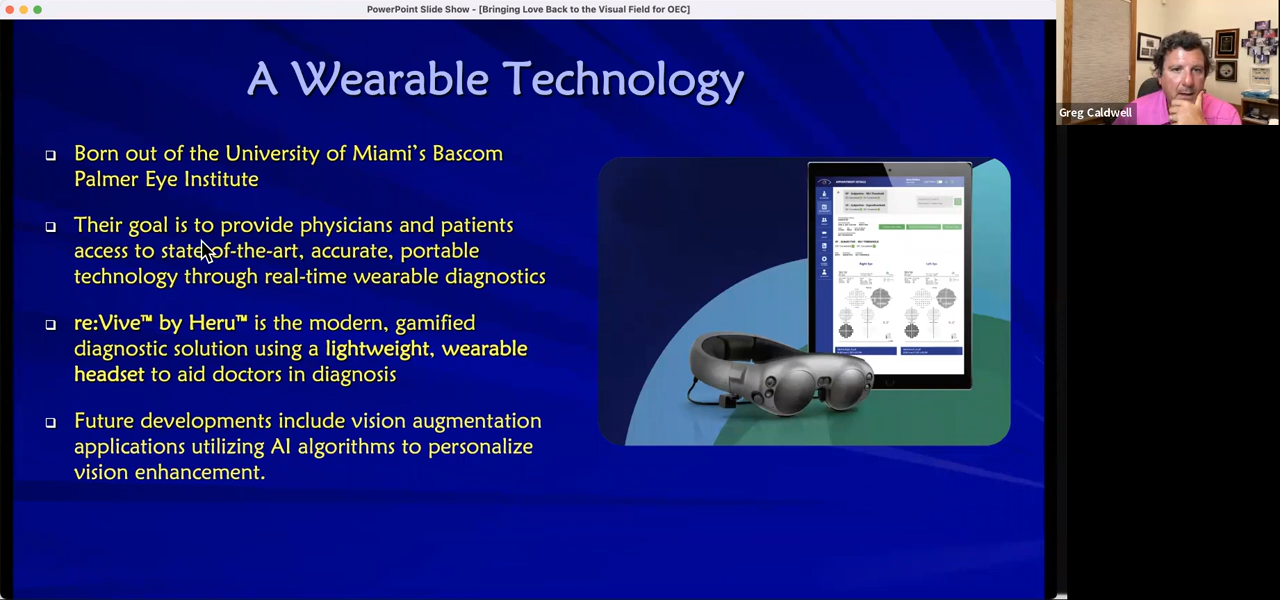 PowerPoint Slide Show - [Bringing Love Back to the Visual Field for OEC]
A Wearable Technology
Born out of the University of Miami's Bascom
Palmer Eye Institute
Their goal is to provide physicians and patients
access to state-of-the-art, accurate, portable
technology through real-time wearable diagnostics
re:Vive™ by Heru™ is the modern, gamified
diagnostic solution using a lightweight, wearable
headset to aid doctors in diagnosis
Future developments include vision augmentation
applications utilizing AI algorithms to personalize
vision enhancement.
Right Eye
Left Eye
Greg Caldwell